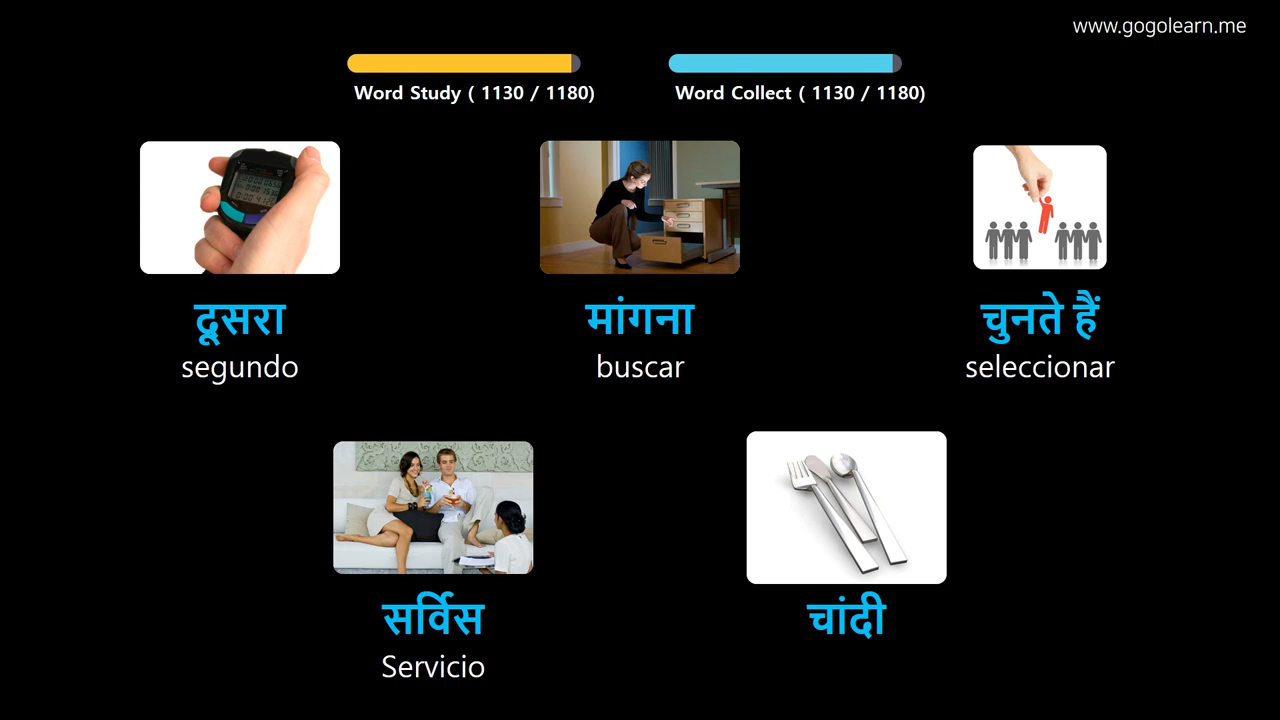 www.gogolearn.me
Word Study ( 1130 / 1180)
Word Collect ( 1130 / 1180)
दूसरा
segundo
मांगना
buscar
चुनते हैं
seleccionar
सर्विस
Servicio
चांदी